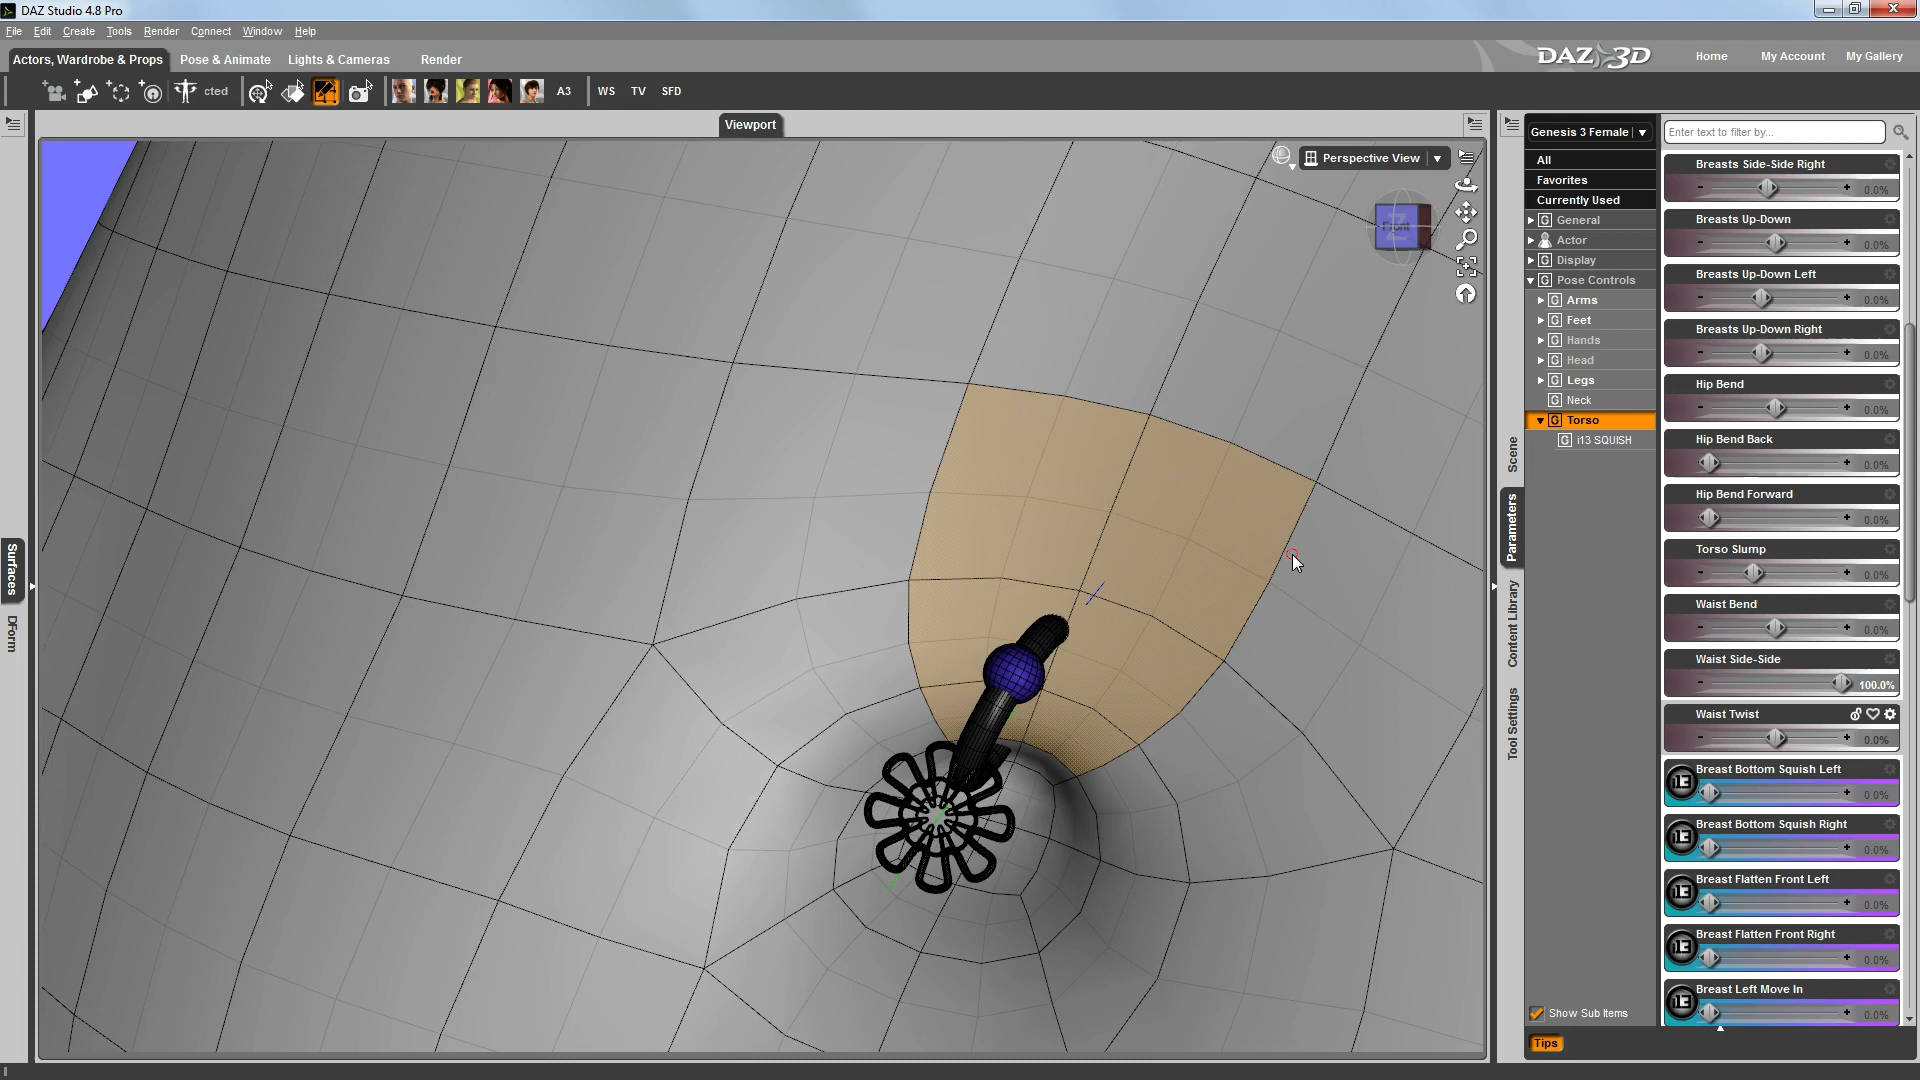 DAZ Studio 4.8 Pro
File Edit Create Tools Render Connect Window Help
Actors, Wardrobe & Props Pose & Animate Lights & Cameras Render
DAZ 3D
Home My Account My Gallery
cted A3 WS TV SFD
Viewport
Perspective View
Front
Surfaces
DForm
Scene
Parameters
Content Library
Tool Settings
Genesis 3 Female
All
Favorites
Currently Used
General
Actor
Display
Pose Controls
Arms
Feet
Hands
Head
Legs
Neck
Torso
i13 SQUISH
Show Sub Items
Tips
Enter text to filter by...
Breasts Side-Side Right
0.0%
Breasts Up-Down
0.0%
Breasts Up-Down Left
0.0%
Breasts Up-Down Right
0.0%
Hip Bend
0.0%
Hip Bend Back
0.0%
Hip Bend Forward
0.0%
Torso Slump
0.0%
Waist Bend
0.0%
Waist Side-Side
100.0%
Waist Twist
0.0%
Breast Bottom Squish Left
i13 0.0%
Breast Bottom Squish Right
i13 0.0%
Breast Flatten Front Left
i13 0.0%
Breast Flatten Front Right
i13 0.0%
Breast Left Move In
i13 0.0%